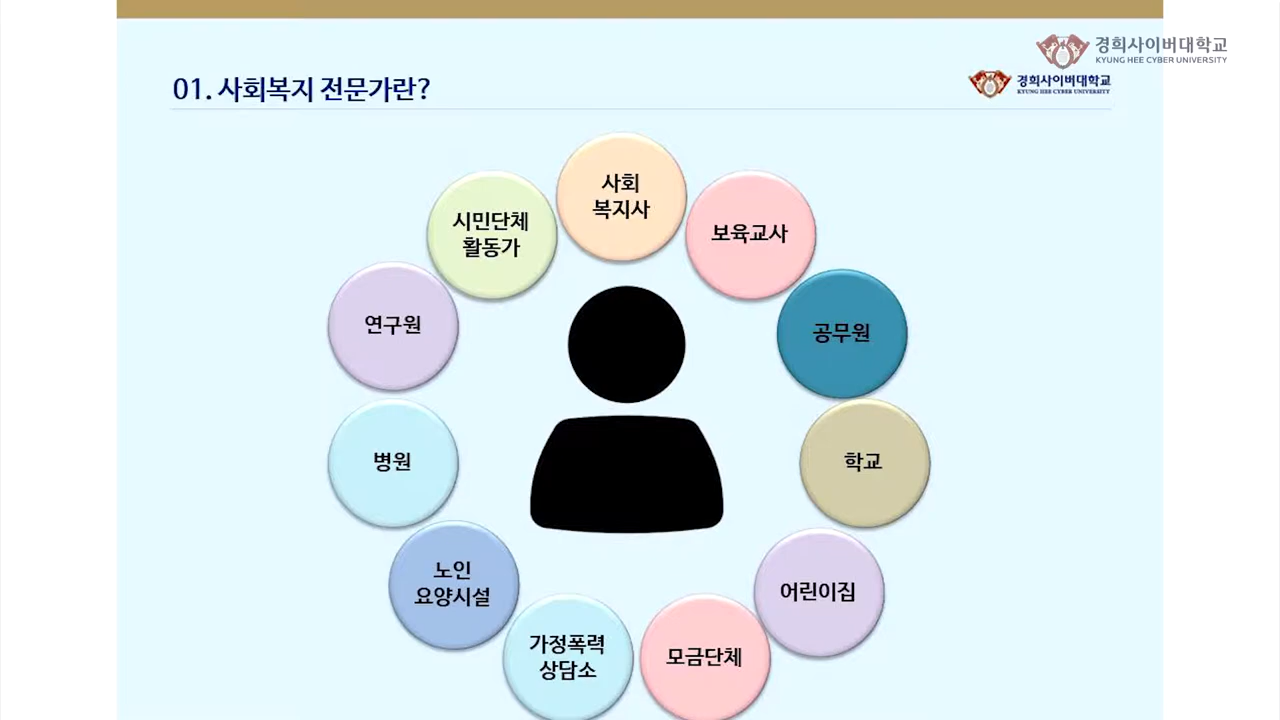 경희사이버대학교
KYUNG HEE CYBER UNIVERSITY
01. 사회복지 전문가란?
경희사이버대학교
KYUNG HEE CYBER UNIVERSITY
사회
복지사
시민단체
활동가
보육교사
연구원
공무원
병원
학교
노인
요양시설
어린이집
가정폭력
상담소
모금단체